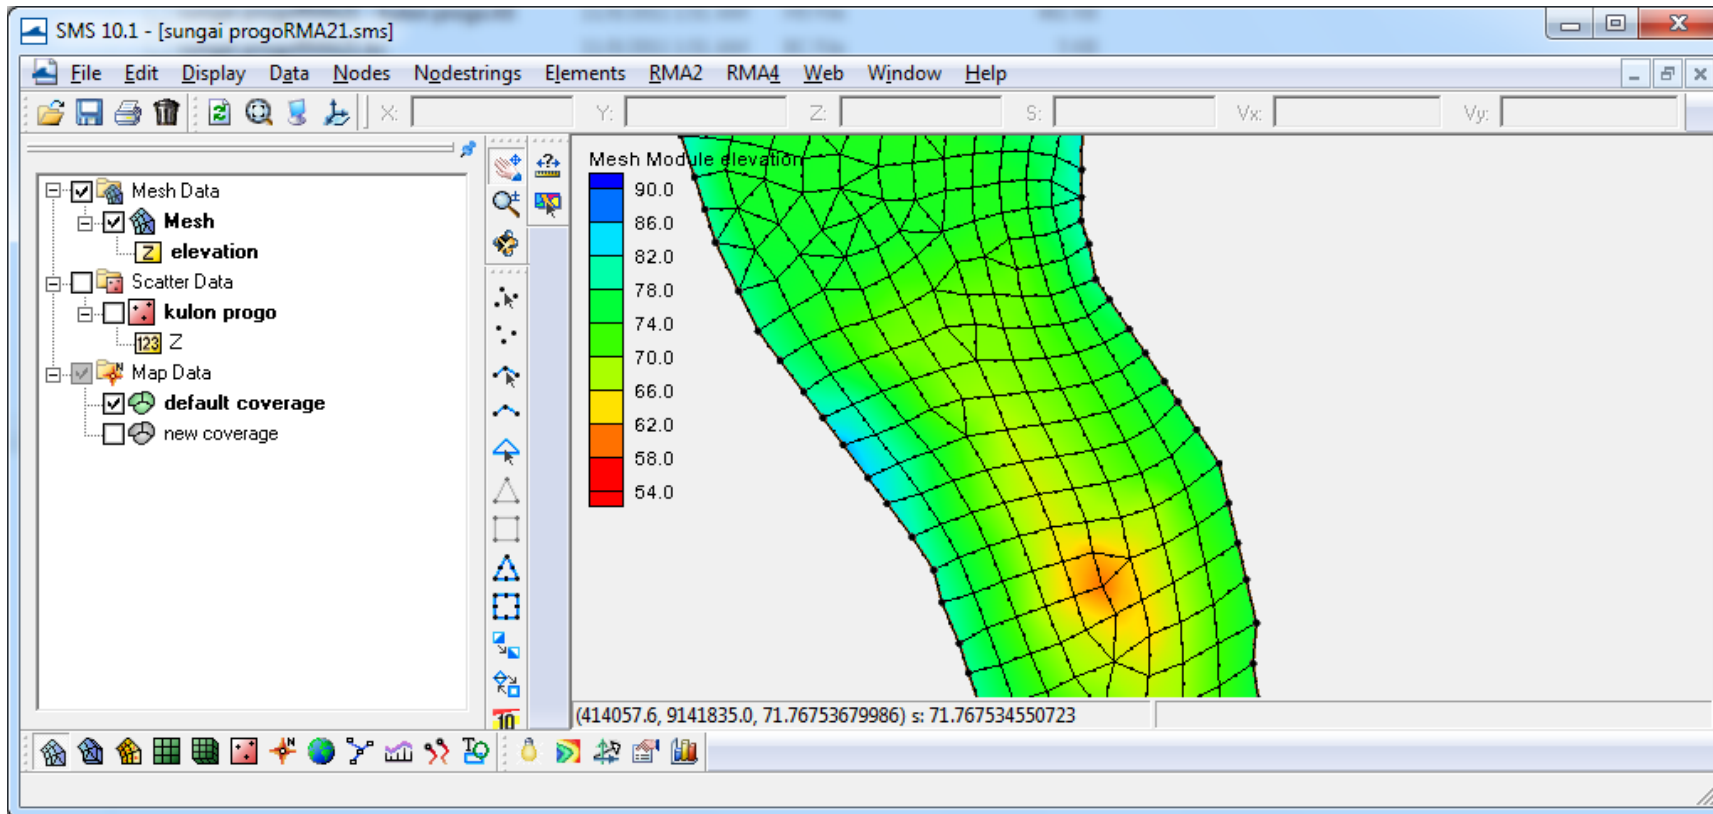 SMS 10.1 - [sungai progoRMA21.sms]
File Edit Display Data Nodes Nodestrings Elements RMA2 RMA4 Web Window Help
X: Y: Z: S: Vx: Vy:
Mesh Data
Mesh
Z elevation
Scatter Data
kulon progo
123 Z
Map Data
default coverage
new coverage
Mesh Module elevation
90.0
86.0
82.0
78.0
74.0
70.0
66.0
62.0
58.0
54.0
10
(414057.6, 9141835.0, 71.76753679986) s: 71.767534550723